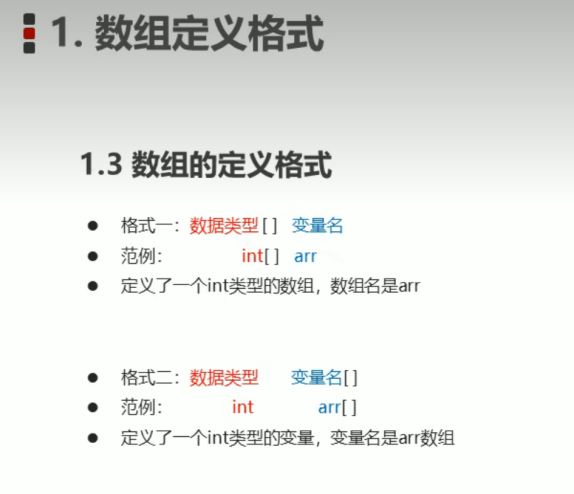 1. 数组定义格式
1.3 数组的定义格式
● 格式一：数据类型[ ] 变量名
● 范例： int[ ] arr
● 定义了一个int类型的数组，数组名是arr
● 格式二：数据类型 变量名[ ]
● 范例： int arr[ ]
● 定义了一个int类型的变量，变量名是arr数组